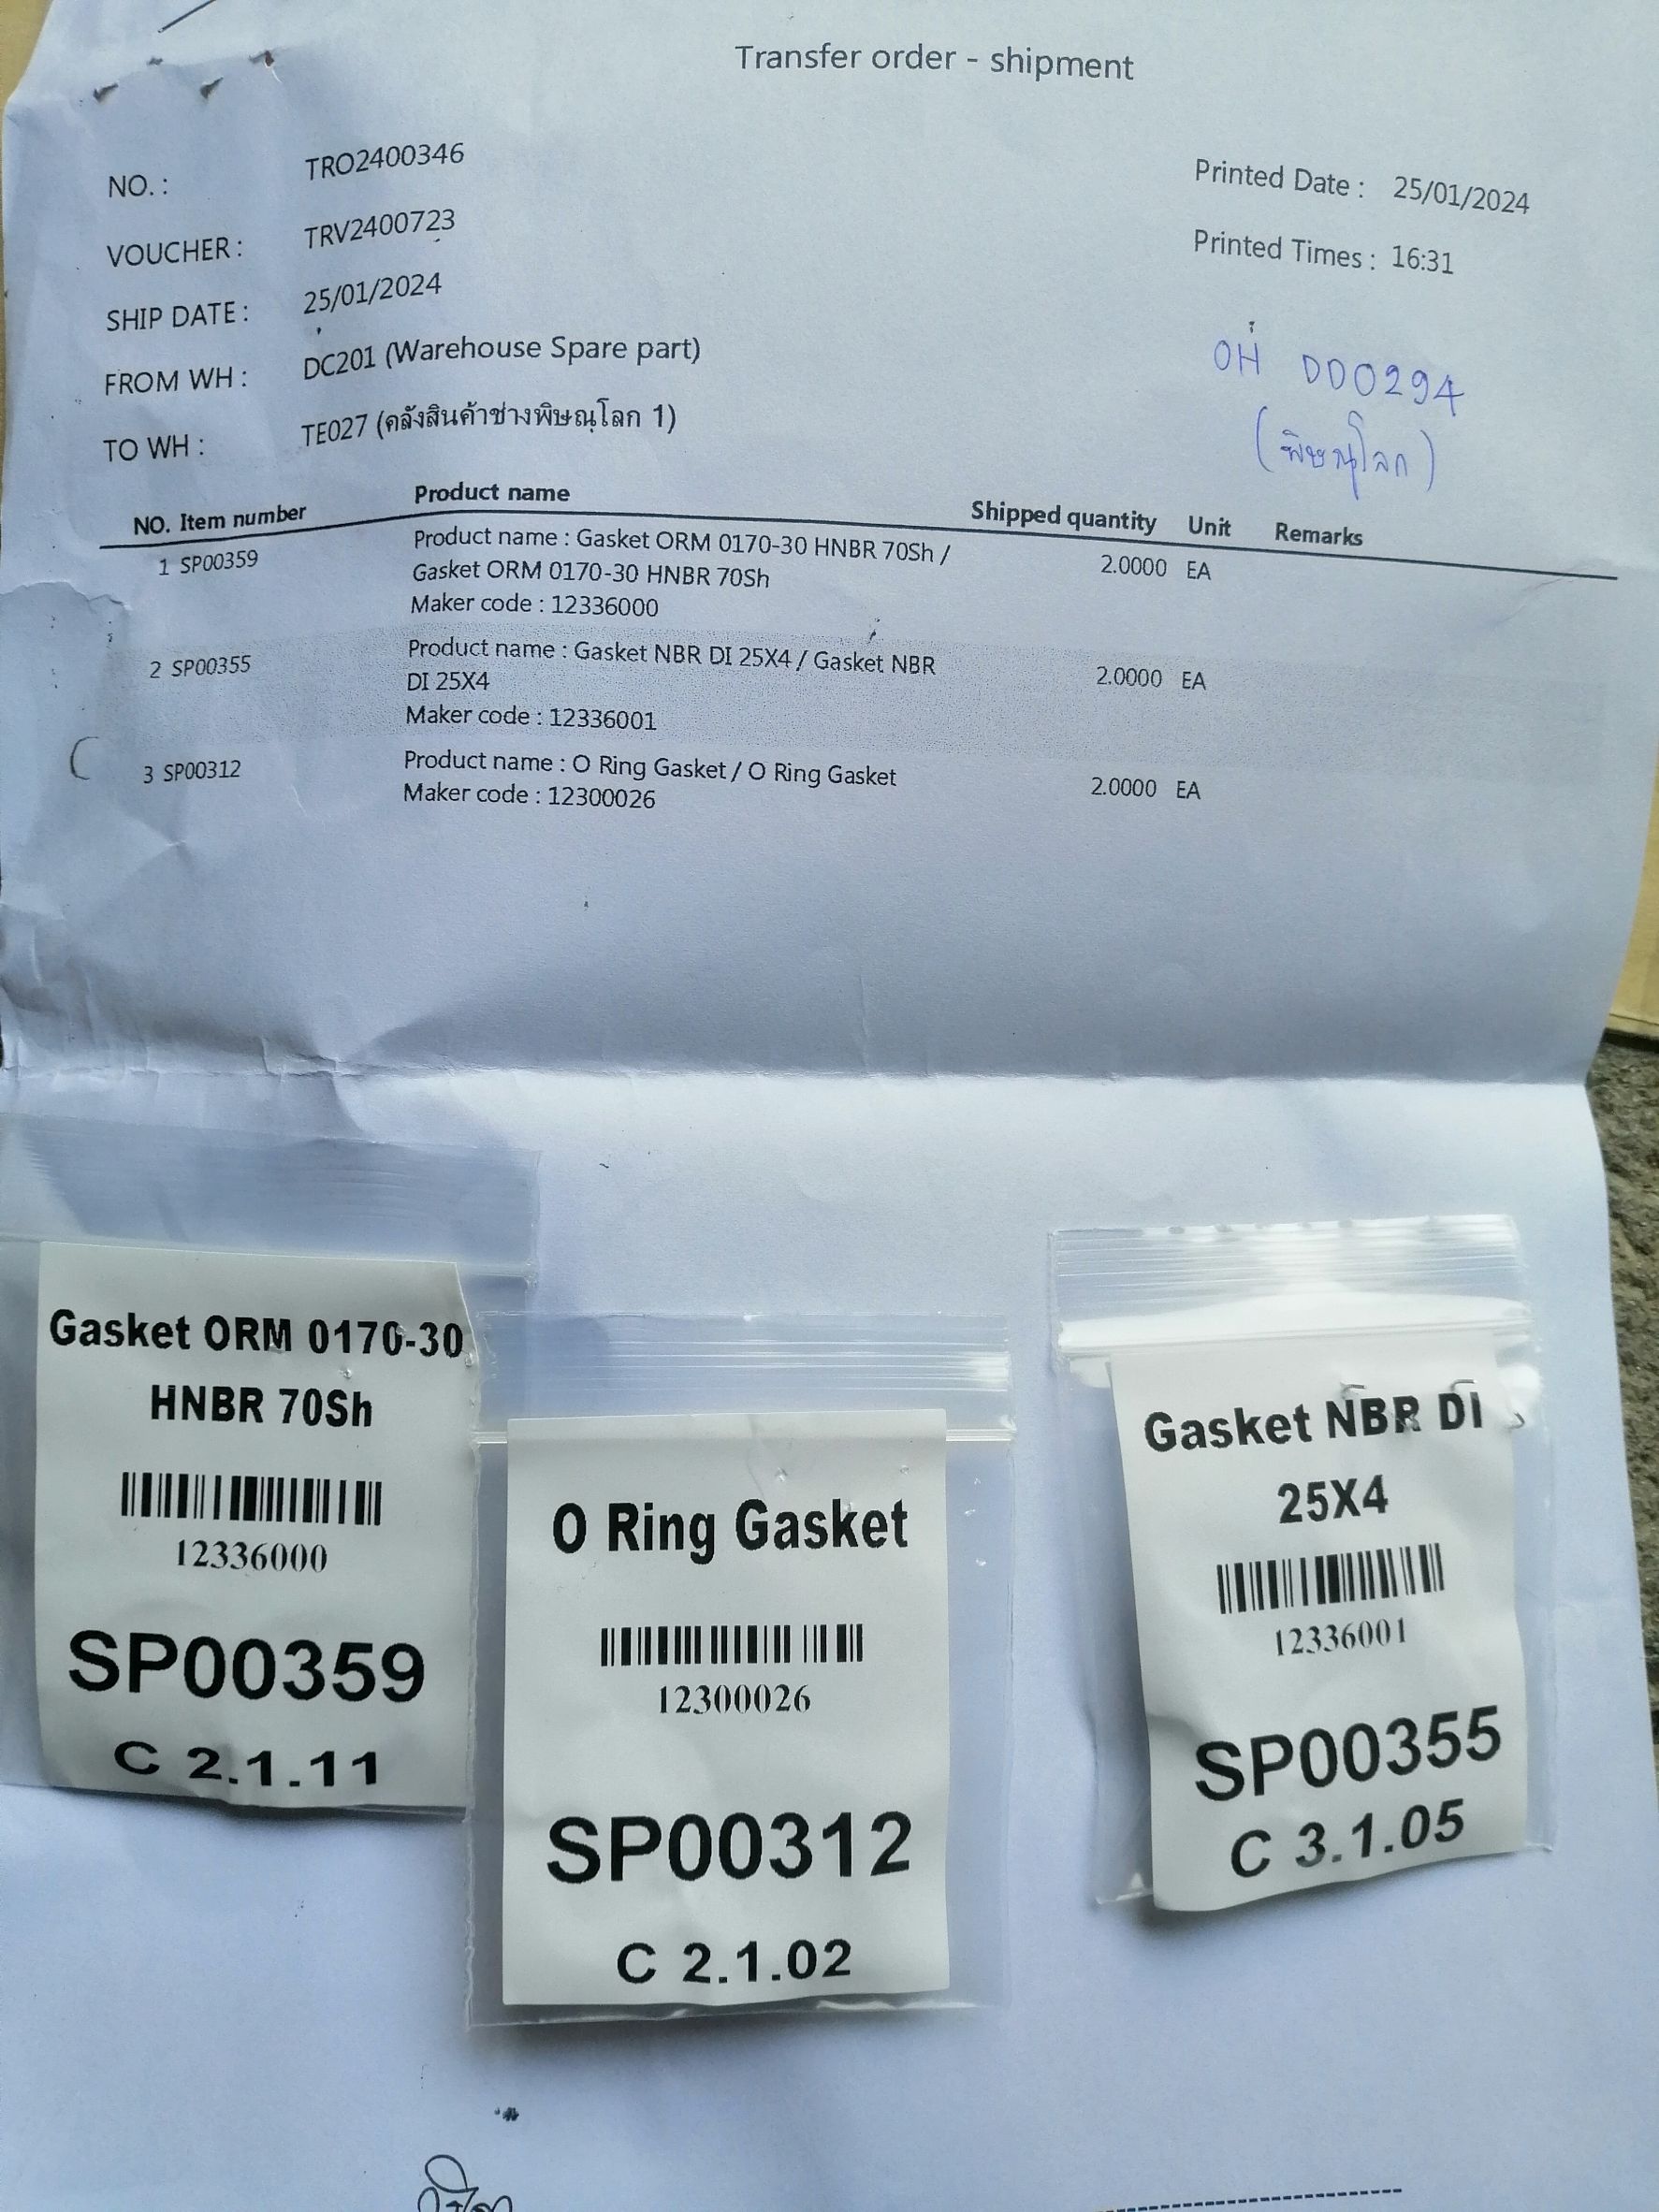 Transfer order - shipment
NO. : TRO2400346
Printed Date : 25/01/2024
VOUCHER : TRV2400723
Printed Times : 16:31
SHIP DATE : 25/01/2024
FROM WH : DC201 (Warehouse Spare part)
OH DD0294
TO WH : TE027 (คลังสินค้าช่างพิษณุโลก 1)
(พิษณุโลก)
NO. Item number Product name Shipped quantity Unit Remarks
1 SP00359 Product name : Gasket ORM 0170-30 HNBR 70Sh / 2.0000 EA
Gasket ORM 0170-30 HNBR 70Sh
Maker code : 12336000
2 SP00355 Product name : Gasket NBR DI 25X4 / Gasket NBR 2.0000 EA
DI 25X4
Maker code : 12336001
3 SP00312 Product name : O Ring Gasket / O Ring Gasket 2.0000 EA
Maker code : 12300026
Gasket ORM 0170-30
HNBR 70Sh
12336000
SP00359
C 2.1.11
O Ring Gasket
12300026
SP00312
C 2.1.02
Gasket NBR DI
25X4
12336001
SP00355
C 3.1.05